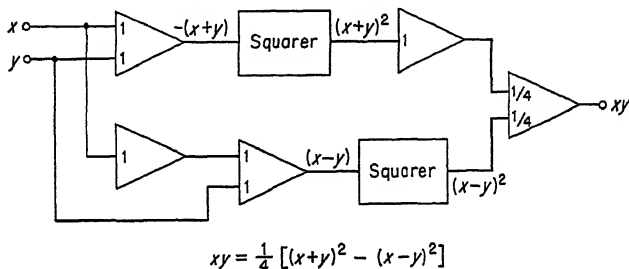 x
y
1
1
-(x+y)
Squarer
(x+y)²
1
1/4
1/4
xy
1
1
1
(x-y)
Squarer
(x-y)²
xy = 1/4 [(x+y)² - (x-y)²]